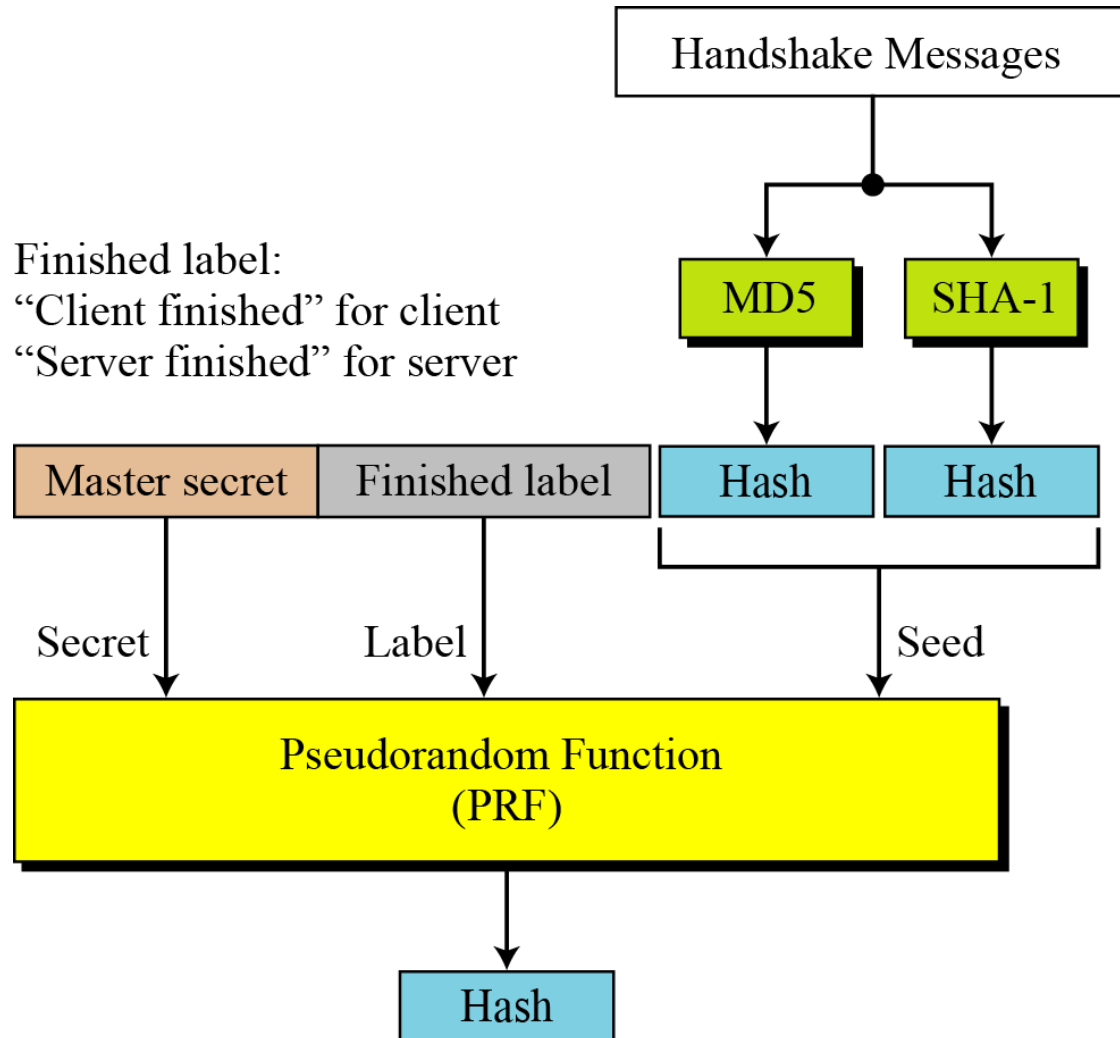 Handshake Messages
Finished label:
“Client finished” for client
“Server finished” for server
MD5
SHA-1
Master secret
Finished label
Hash
Hash
Secret
Label
Seed
Pseudorandom Function
(PRF)
Hash